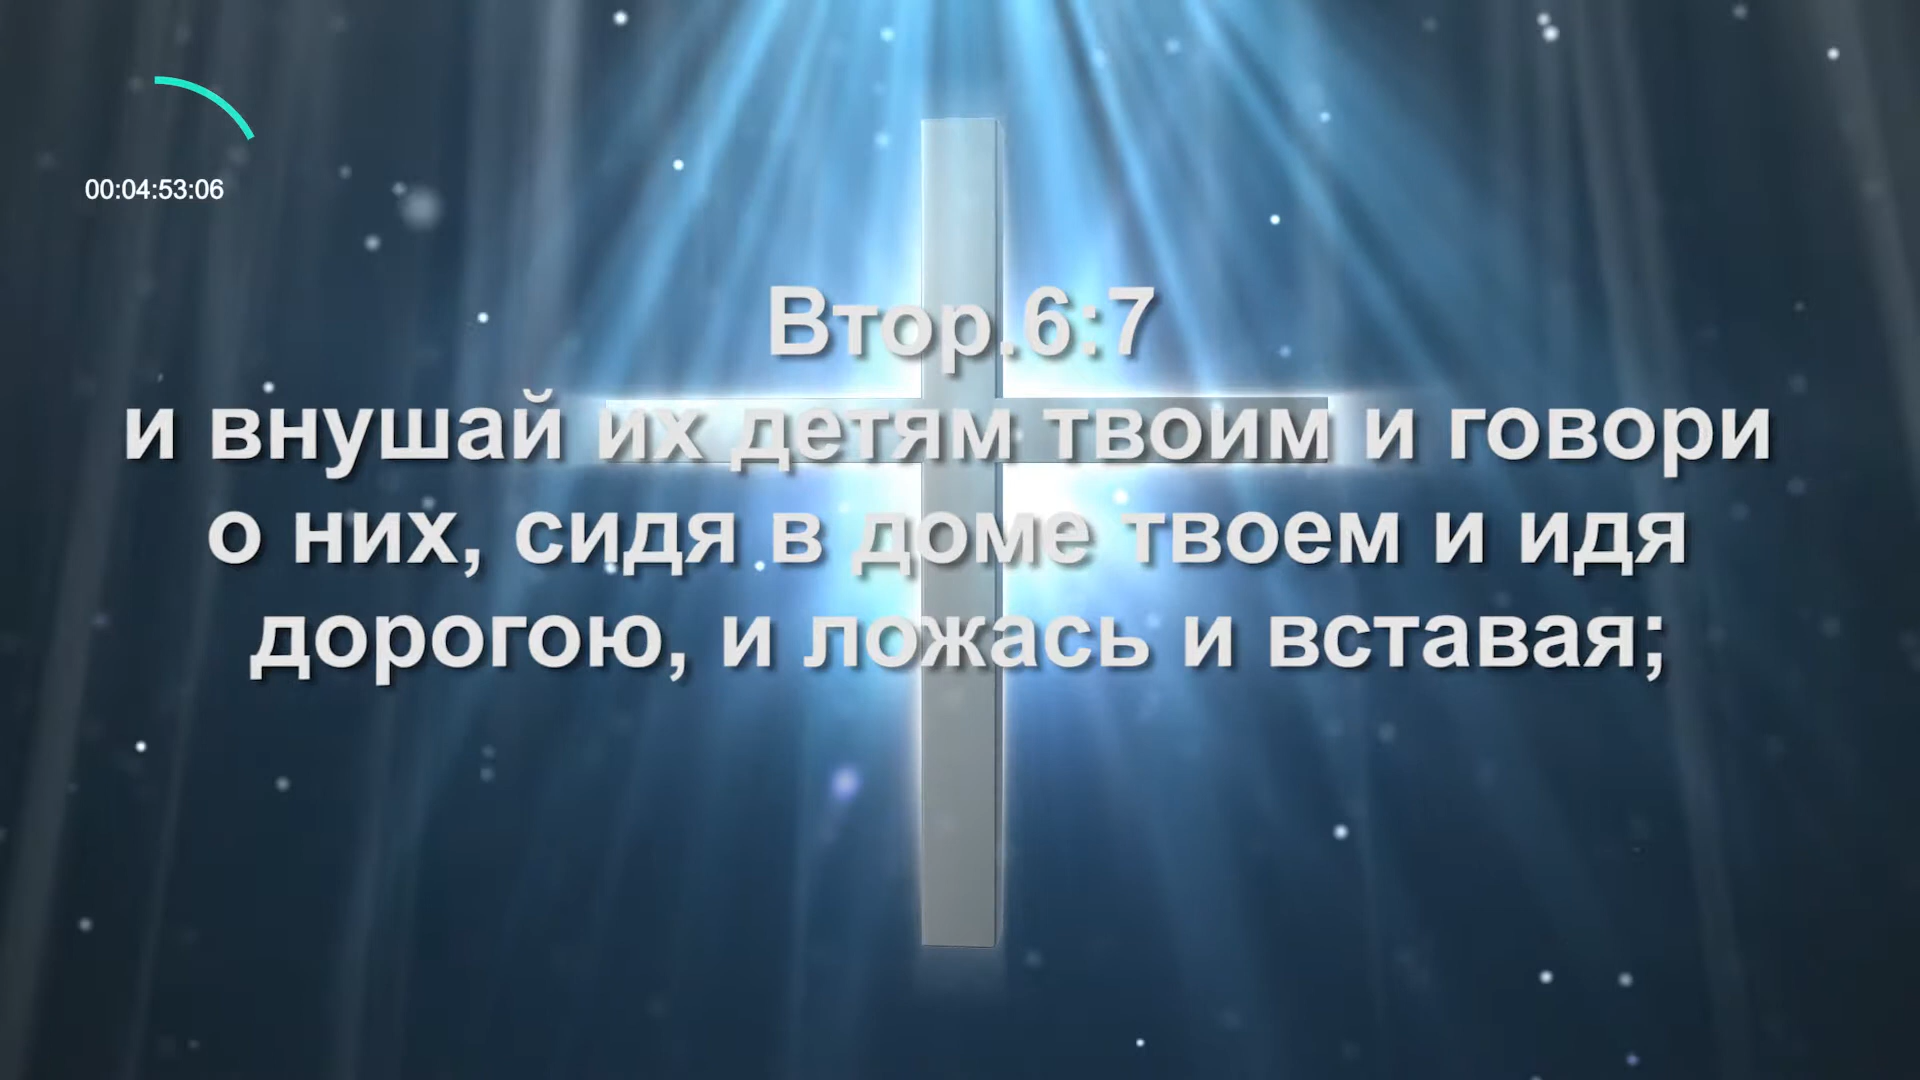 00:04:53:06
Втор.6:7
и внушай их детям твоим и говори
о них, сидя в доме твоем и идя
дорогою, и ложась и вставая;